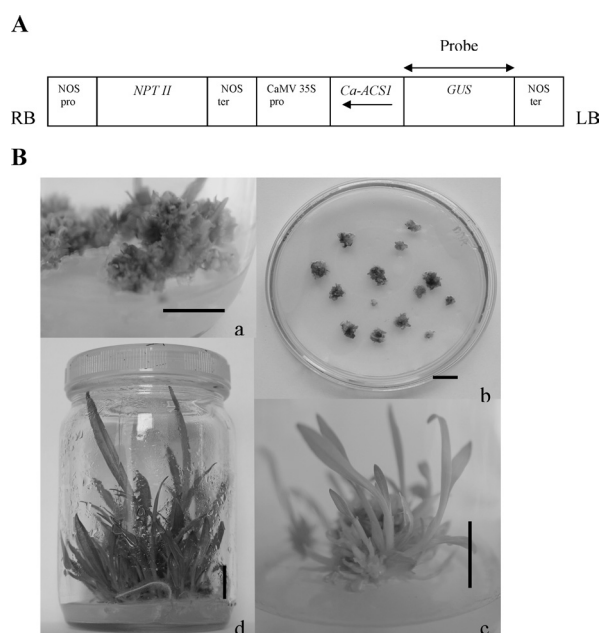 A
Probe
NOS pro
NPT II
NOS ter
CaMV 35S pro
Ca-ACS1
GUS
NOS ter
RB
LB
B
a
b
d
c